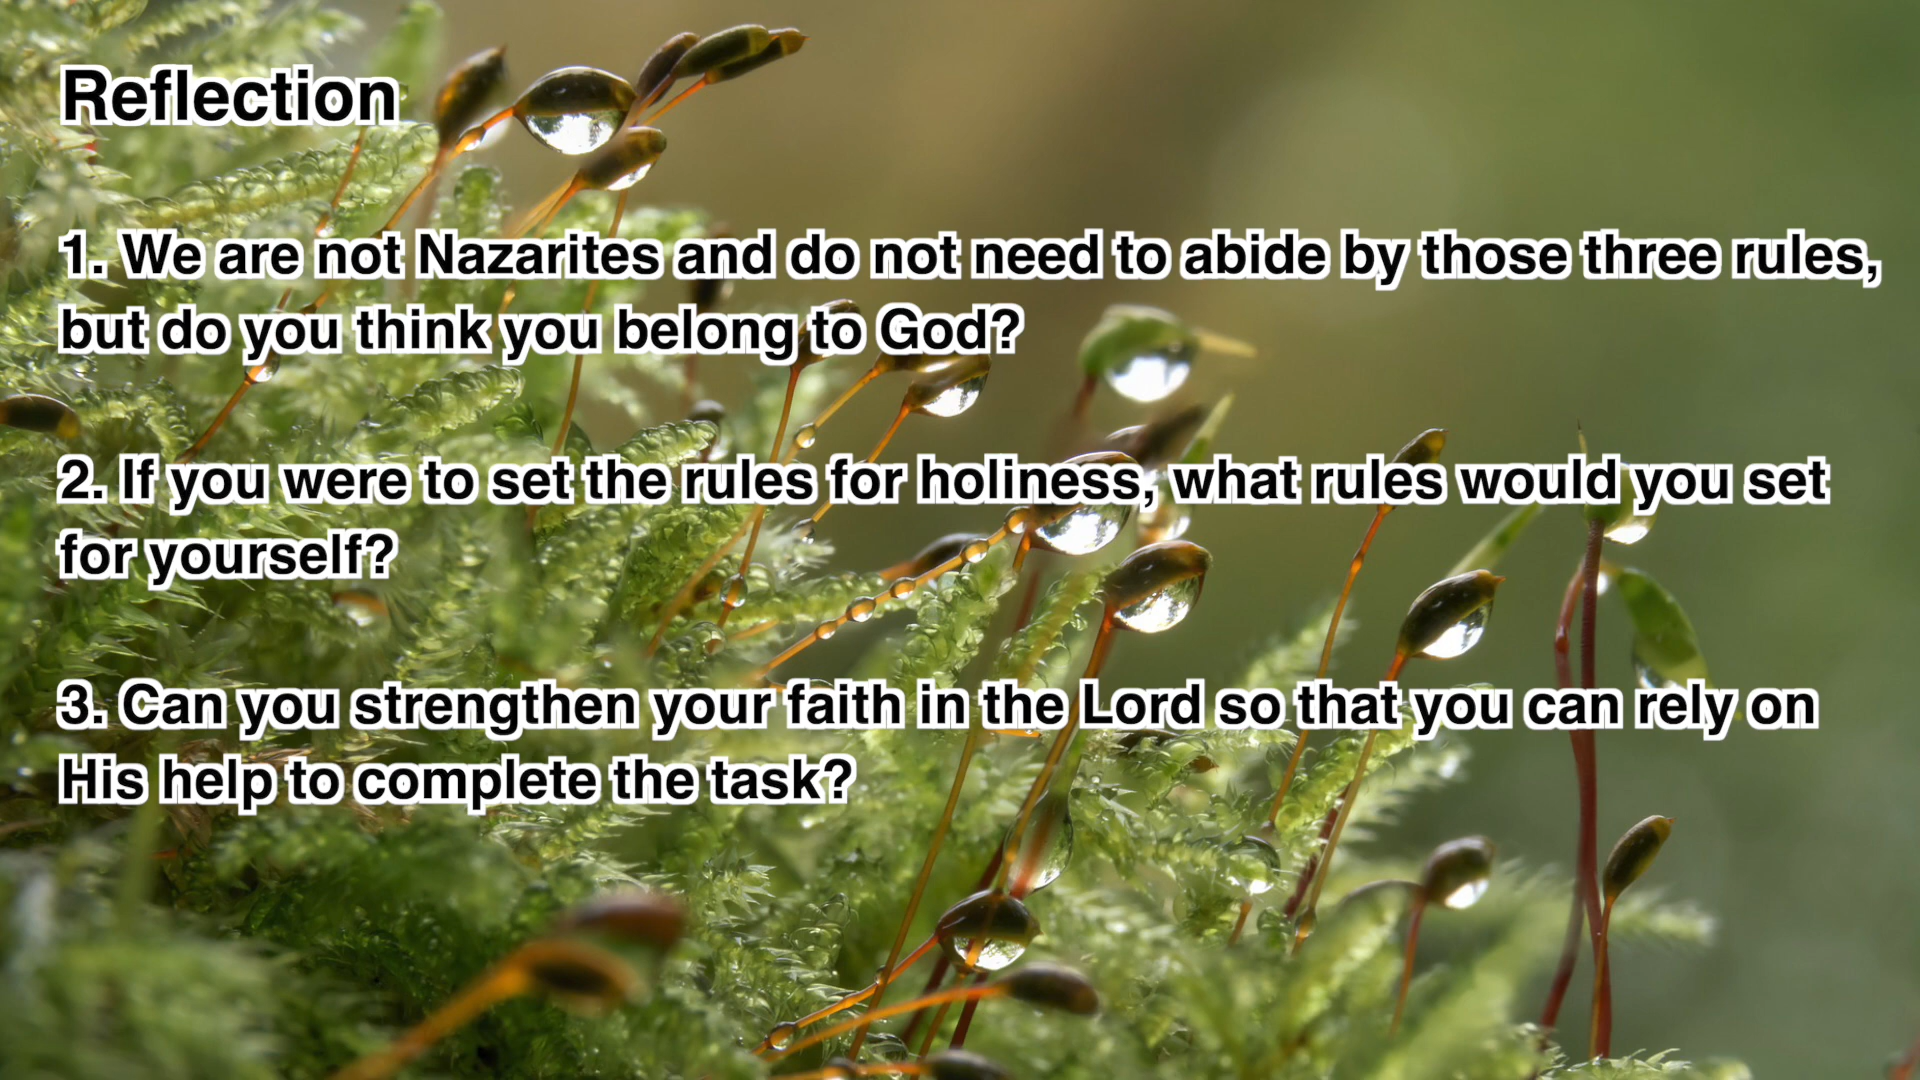 Reflection
1. We are not Nazarites and do not need to abide by those three rules,
but do you think you belong to God?
2. If you were to set the rules for holiness, what rules would you set
for yourself?
3. Can you strengthen your faith in the Lord so that you can rely on
His help to complete the task?